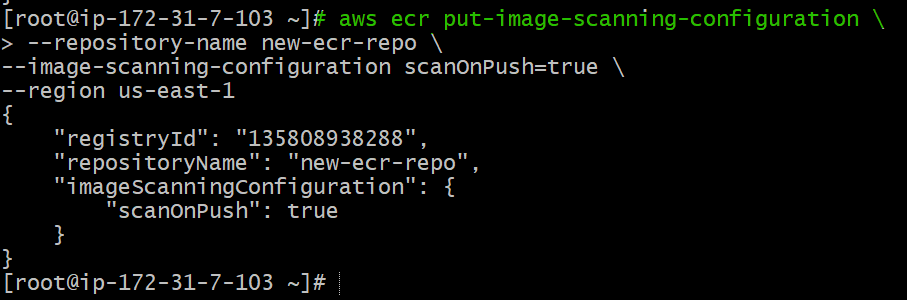 [root@ip-172-31-7-103 ~]# aws ecr put-image-scanning-configuration \
> --repository-name new-ecr-repo \
--image-scanning-configuration scanOnPush=true \
--region us-east-1
{
    "registryId": "135808938288",
    "repositoryName": "new-ecr-repo",
    "imageScanningConfiguration": {
        "scanOnPush": true
    }
}
[root@ip-172-31-7-103 ~]#